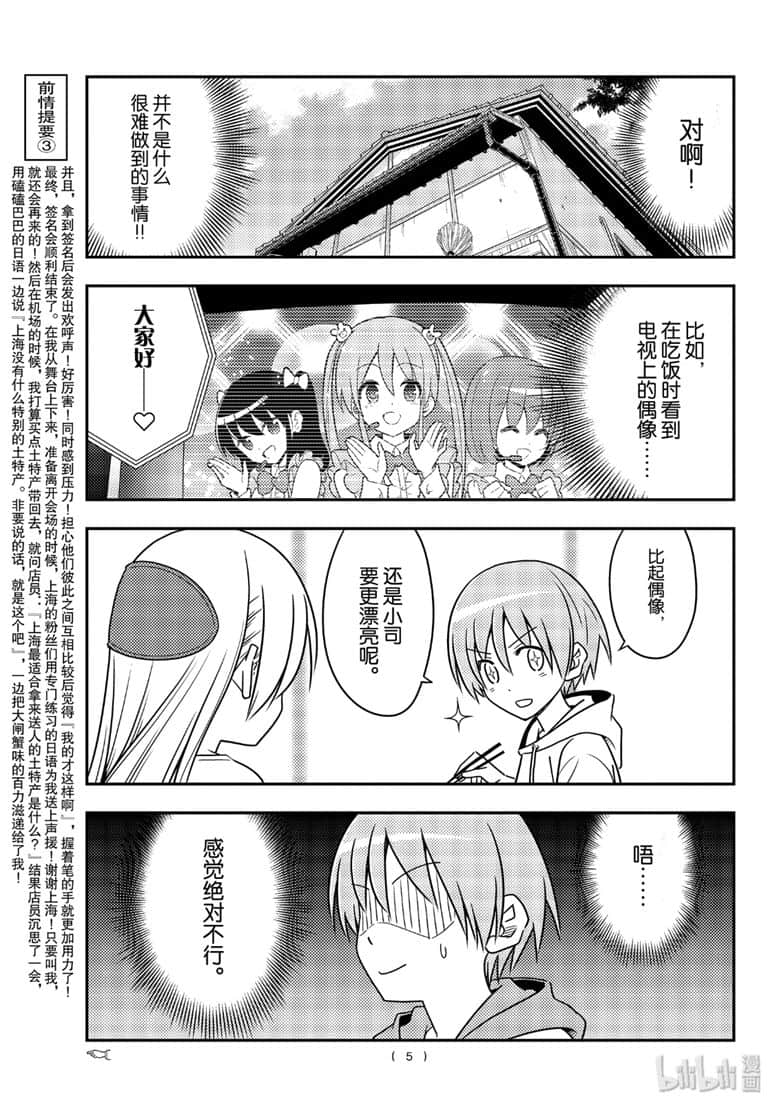 对啊！
并不是什么
很难做到的事情!!
比如，
在吃饭时看到
电视上的偶像……
大家好——♡
比起偶像，
还是小司
要更漂亮呢。
唔…
感觉绝对不行。
前情提要③
并且，拿到签名后会发出欢呼声！好厉害！同时感到压力！担心他们彼此之间互相比较后觉得『我的才这样啊』，握着笔的手就更加用力了！
最终，签名会顺利结束了。在我从舞台上下来，准备离开会场的时候，上海的粉丝们用专门练习的日语为我送上声援！谢谢上海！只要叫我，
就还会再来的！然后在机场的时候，我打算买点土特产带回去，就问店员：『上海最适合拿来送人的土特产是什么？』结果店员沉思了一会，
用磕磕巴巴的日语一边说『上海没有什么特别的土特产。非要说的话，就是这个吧』，一边把大闸蟹味的百力滋递给了我！
( 5 )
bilibili
漫画